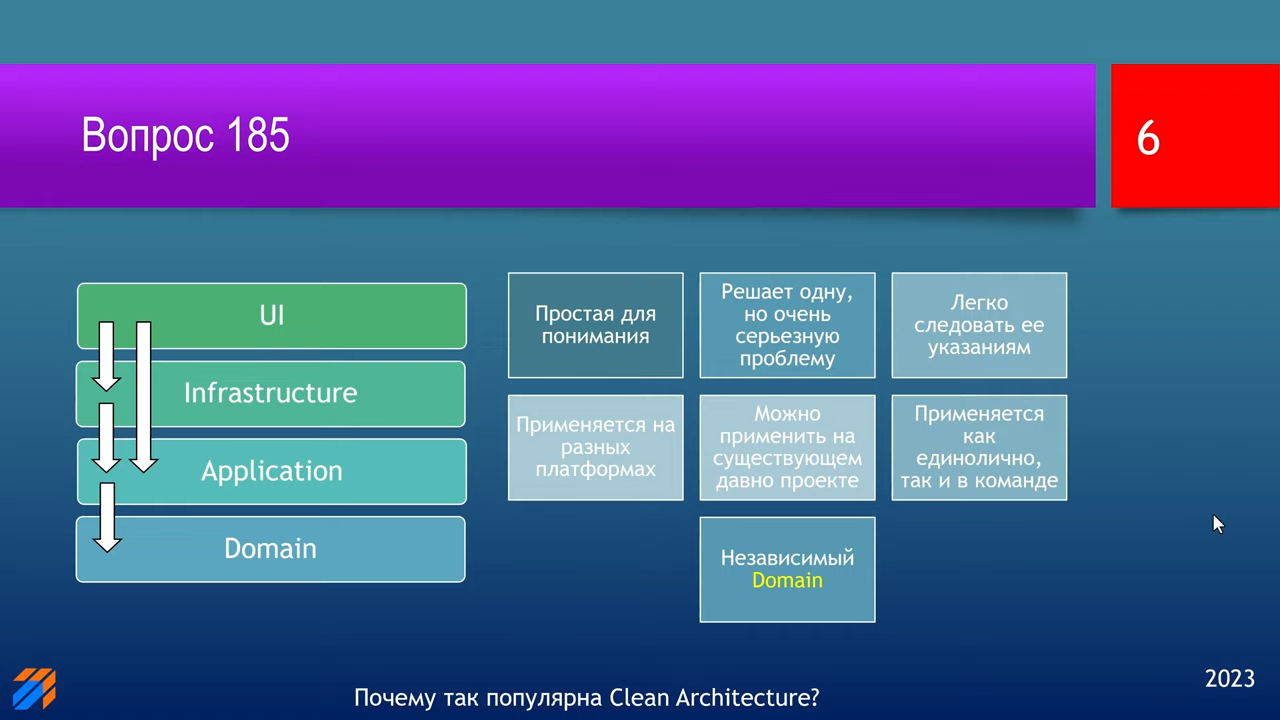 Вопрос 185
6
UI
Infrastructure
Application
Domain
Простая для
понимания
Решает одну,
но очень
серьезную
проблему
Легко
следовать ее
указаниям
Применяется на
разных
платформах
Можно
применить на
существующем
давно проекте
Применяется
как
единолично,
так и в команде
Независимый
Domain
Почему так популярна Clean Architecture?
2023